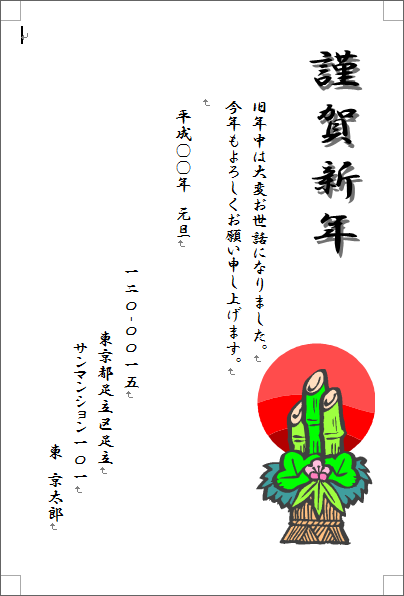 謹賀新年
旧年中は大変お世話になりました。
今年もよろしくお願い申し上げます。
平成〇〇年　元旦
一二〇-〇〇一五
東京都足立区足立
サンマンション一〇一
東　京太郎